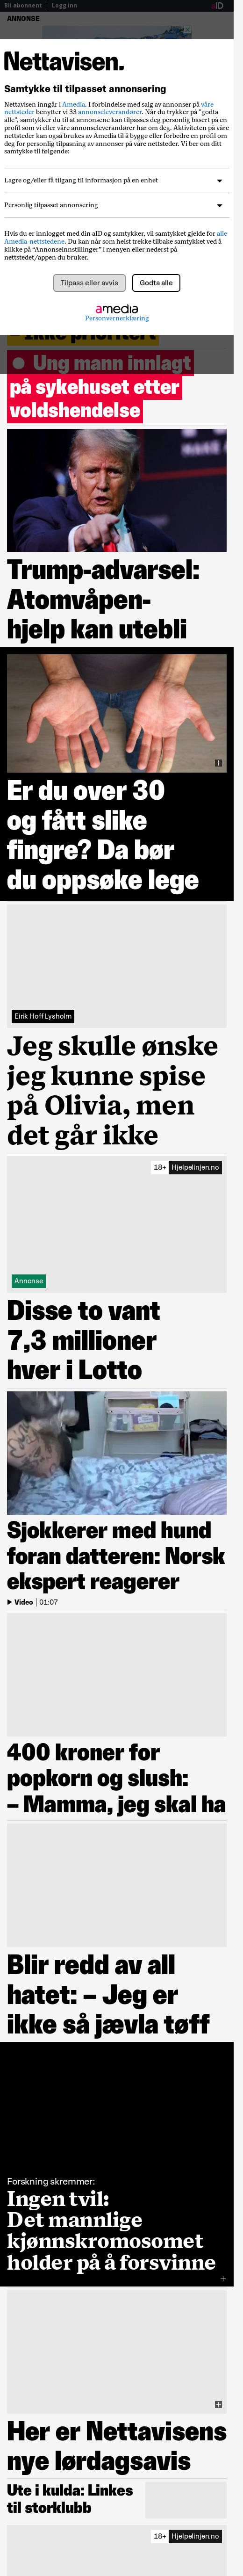 Bli abonnent | Logg inn
aID
ANNONSE
Nettavisen.
Samtykke til tilpasset annonsering
Nettavisen inngår i Amedia. I forbindelse med salg av annonser på våre
nettsteder benytter vi 33 annonseleverandører. Når du trykker på "godta
alle", samtykker du til at annonsører kan tilpasse deg personlig basert på din
profil som vi eller våre annonseleverandører har om deg. Aktiviteten på våre
nettsteder kan også brukes av Amedia til å bygge eller forbedre en profil om
deg for personlig tilpasning av annonser på våre nettsteder. Vi ber om ditt
samtykke til følgende:
Lagre og/eller få tilgang til informasjon på en enhet
Personlig tilpasset annonsering
Hvis du er innlogget med din aID og samtykker, vil samtykket gjelde for alle
Amedia-nettstedene. Du kan når som helst trekke tilbake samtykket ved å
klikke på “Annonseinnstillinger” i menyen eller nederst på
nettstedet/appen du bruker.
Tilpass eller avvis
Godta alle
amedia
Personvernerklæring
– ikke prioritert
Ung mann innlagt
på sykehuset etter
voldshendelse
Trump-advarsel:
Atomvåpen-
hjelp kan utebli
Er du over 30
og fått slike
fingre? Da bør
du oppsøke lege
Eirik Hoff Lysholm
Jeg skulle ønske
jeg kunne spise
på Olivia, men
det går ikke
18+ Hjelpelinjen.no
Annonse
Disse to vant
7,3 millioner
hver i Lotto
Sjokkerer med hund
foran datteren: Norsk
ekspert reagerer
Video | 01:07
400 kroner for
popkorn og slush:
– Mamma, jeg skal ha
Blir redd av all
hatet: – Jeg er
ikke så jævla tøff
Forskning skremmer:
Ingen tvil:
Det mannlige
kjønnskromosomet
holder på å forsvinne
Her er Nettavisens
nye lørdagsavis
Ute i kulda: Linkes
til storklubb
18+ Hjelpelinjen.no